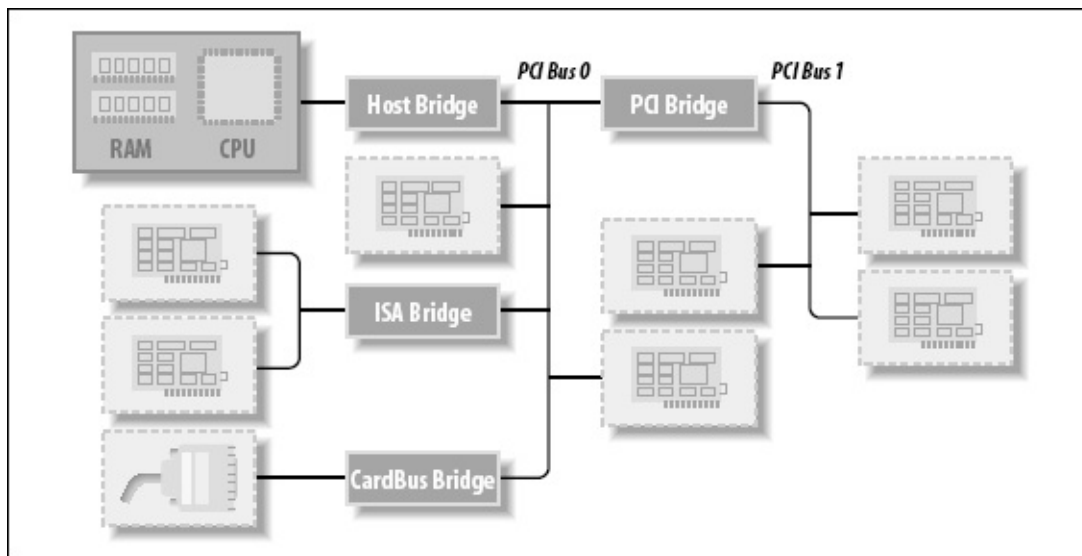 PCI Bus 0
PCI Bus 1
Host Bridge
PCI Bridge
RAM
CPU
ISA Bridge
CardBus Bridge